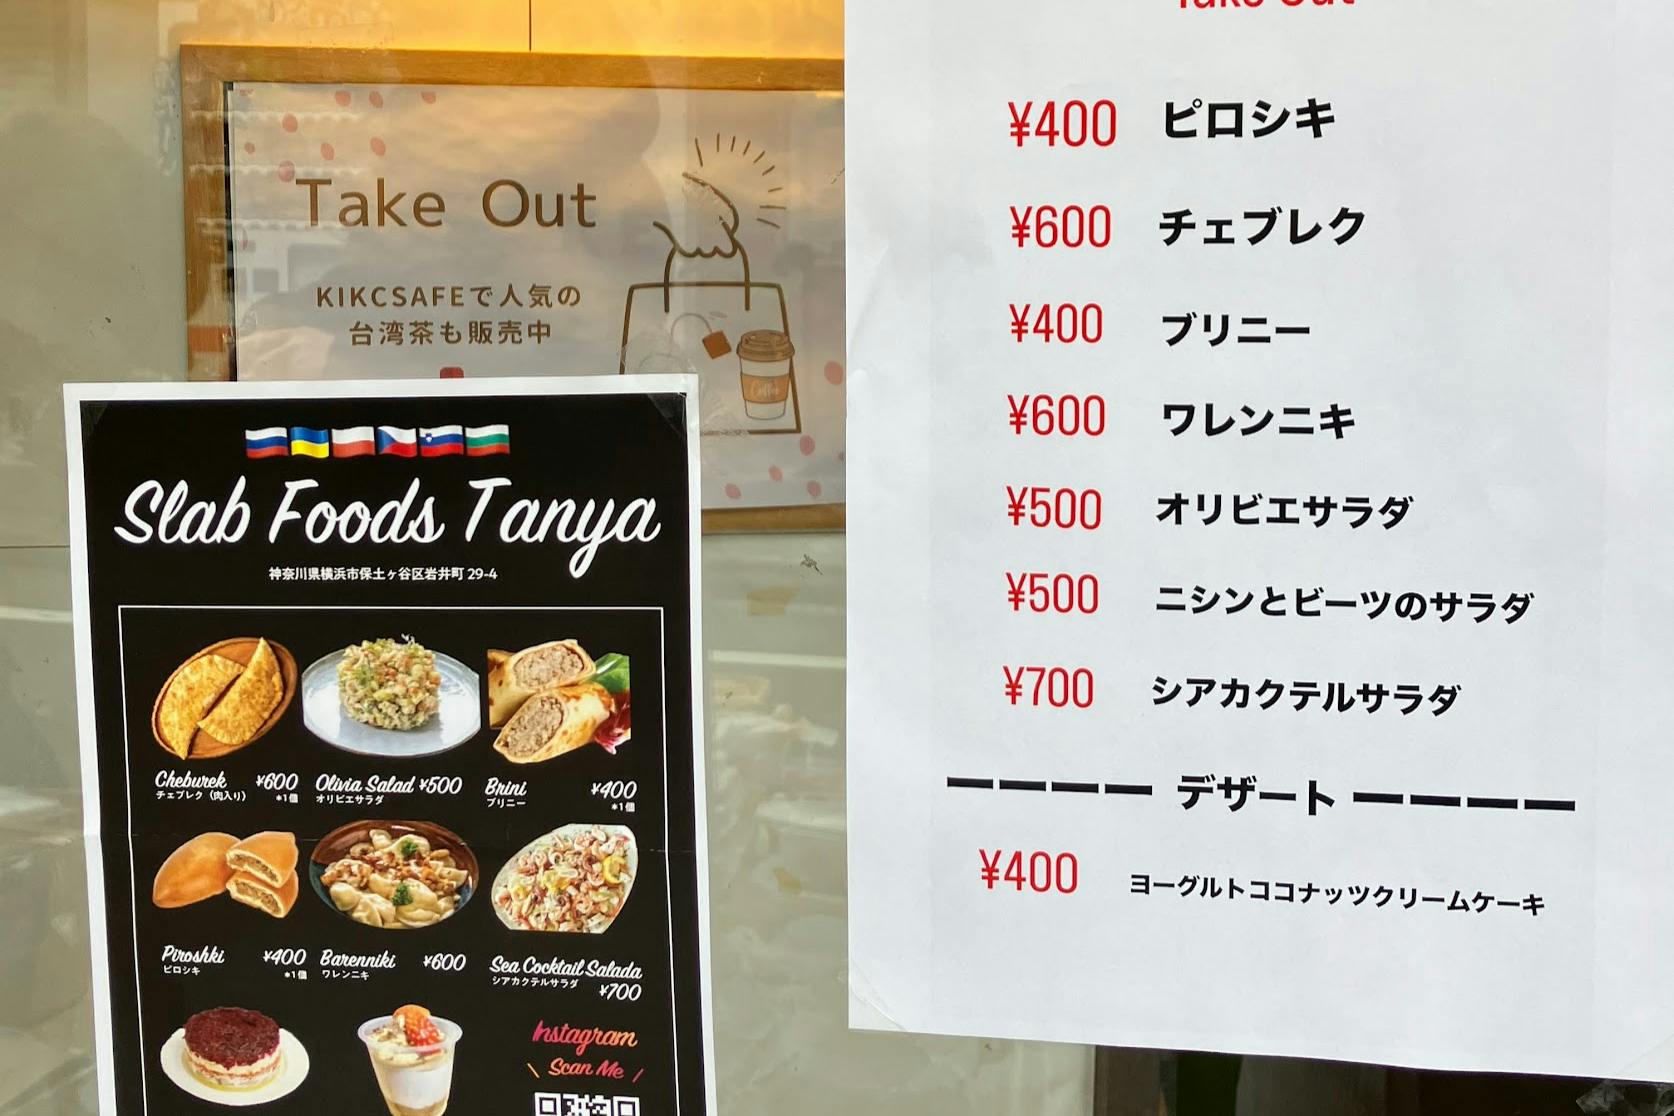 Take Out
KIKCSAFEで人気の
台湾茶も販売中
Coffee
Slab Foods Tanya
神奈川県横浜市保土ヶ谷区岩井町 29-4
Cheburek ¥600
チェブレク（肉入り） *1個
Olivia Salad ¥500
オリビエサラダ
Brini ¥400
ブリニー *1個
Piroshki ¥400
ピロシキ *1個
Barenniki ¥600
ワレンニキ
Sea Cocktail Salada
シアカクテルサラダ ¥700
Instagram
\ Scan Me /
Take Out
¥400 ピロシキ
¥600 チェブレク
¥400 ブリニー
¥600 ワレンニキ
¥500 オリビエサラダ
¥500 ニシンとビーツのサラダ
¥700 シアカクテルサラダ
ーーーー デザート ーーーー
¥400 ヨーグルトココナッツクリームケーキ